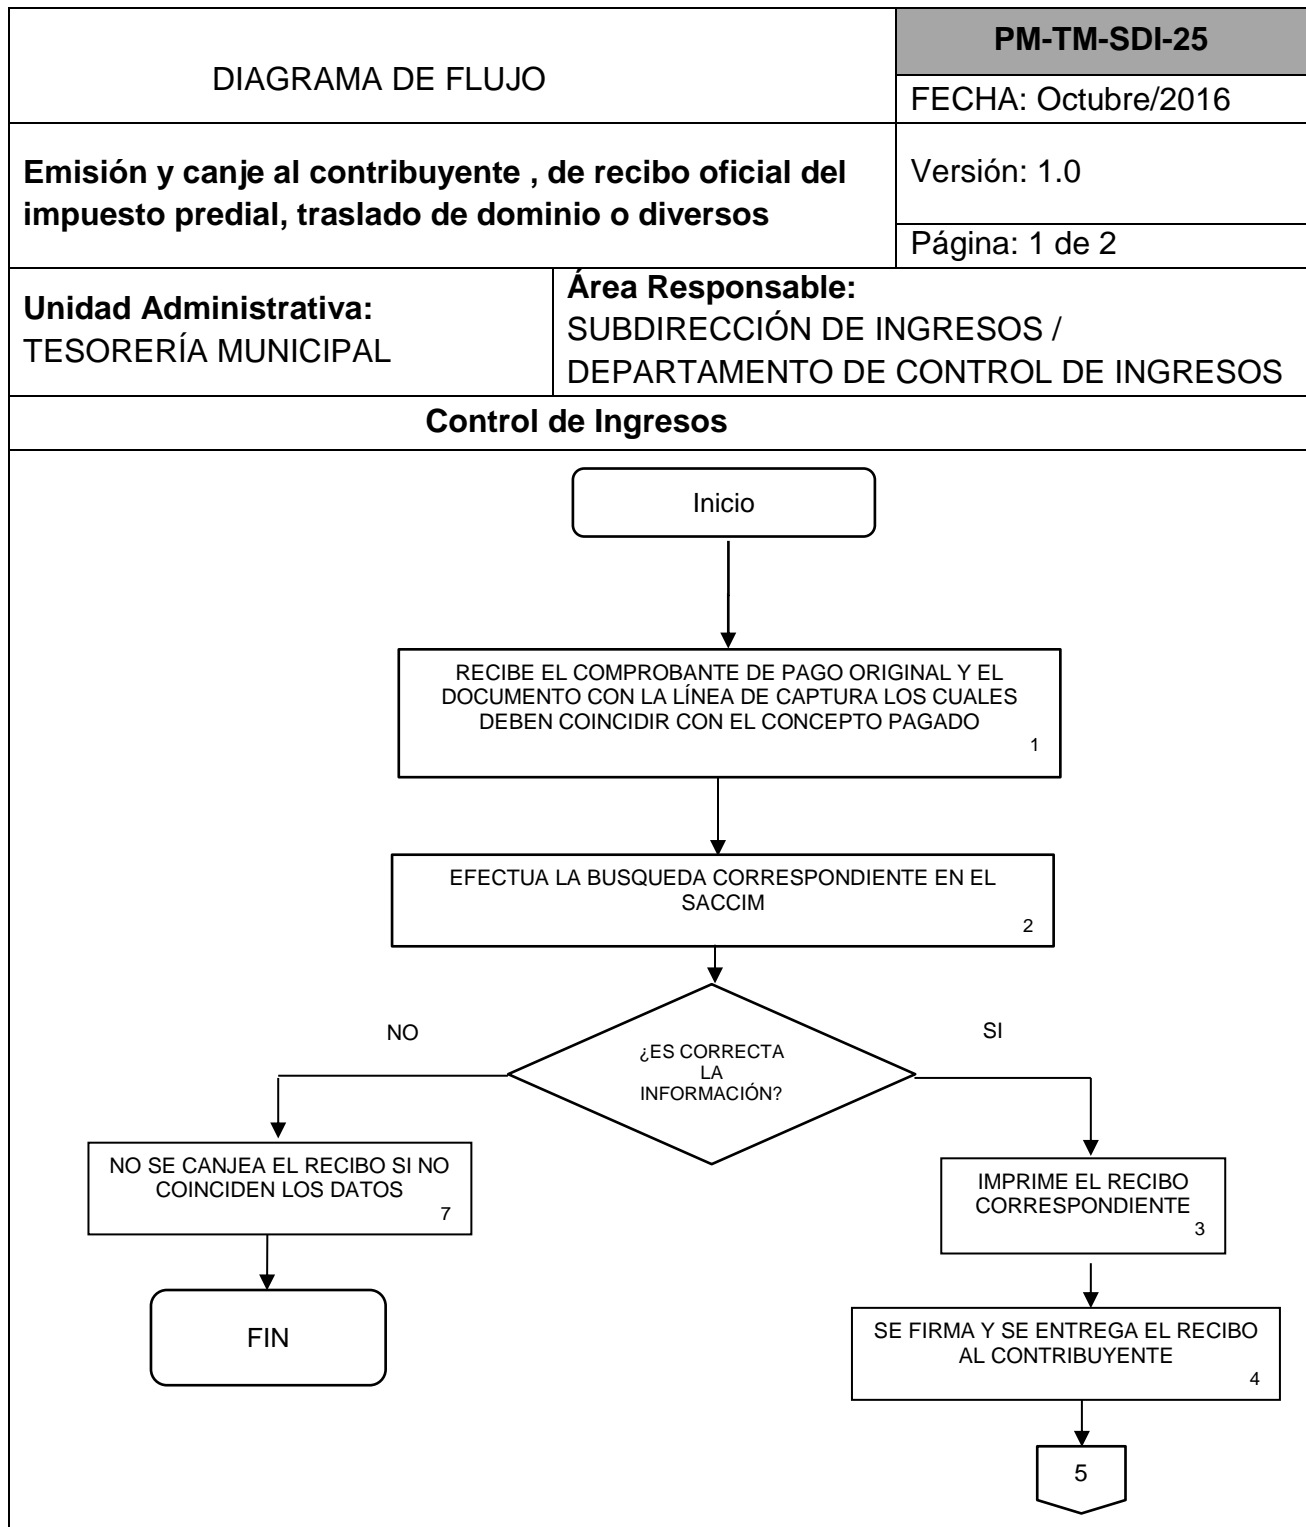 DIAGRAMA DE FLUJO
PM-TM-SDI-25
FECHA: Octubre/2016
Emisión y canje al contribuyente , de recibo oficial del
impuesto predial, traslado de dominio o diversos
Versión: 1.0
Página: 1 de 2
Unidad Administrativa:
TESORERÍA MUNICIPAL
Área Responsable:
SUBDIRECCIÓN DE INGRESOS /
DEPARTAMENTO DE CONTROL DE INGRESOS
Control de Ingresos
Inicio
RECIBE EL COMPROBANTE DE PAGO ORIGINAL Y EL
DOCUMENTO CON LA LÍNEA DE CAPTURA LOS CUALES
DEBEN COINCIDIR CON EL CONCEPTO PAGADO
1
EFECTUA LA BUSQUEDA CORRESPONDIENTE EN EL
SACCIM
2
NO
SI
¿ES CORRECTA
LA
INFORMACIÓN?
NO SE CANJEA EL RECIBO SI NO
COINCIDEN LOS DATOS
7
IMPRIME EL RECIBO
CORRESPONDIENTE
3
FIN
SE FIRMA Y SE ENTREGA EL RECIBO
AL CONTRIBUYENTE
4
5